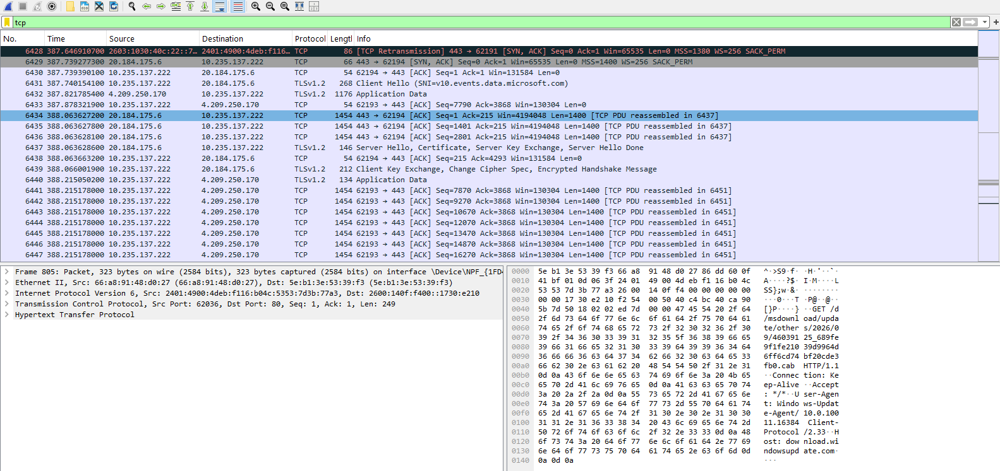 tcp
No. Time Source Destination Protocol Lengtl Info
6428 387.646910700 2603:1030:40c:22::7… 2401:4900:4deb:f116… TCP 86 [TCP Retransmission] 443 → 62191 [SYN, ACK] Seq=0 Ack=1 Win=65535 Len=0 MSS=1380 WS=256 SACK_PERM
6429 387.739277300 20.184.175.6 10.235.137.222 TCP 66 443 → 62194 [SYN, ACK] Seq=0 Ack=1 Win=65535 Len=0 MSS=1400 WS=256 SACK_PERM
6430 387.739390100 10.235.137.222 20.184.175.6 TCP 54 62194 → 443 [ACK] Seq=1 Ack=1 Win=131584 Len=0
6431 387.740154100 10.235.137.222 20.184.175.6 TLSv1.2 268 Client Hello (SNI=v10.events.data.microsoft.com)
6432 387.821785400 4.209.250.170 10.235.137.222 TLSv1.2 1176 Application Data
6433 387.878321900 10.235.137.222 4.209.250.170 TCP 54 62193 → 443 [ACK] Seq=7790 Ack=3868 Win=130304 Len=0
6434 388.063627200 20.184.175.6 10.235.137.222 TCP 1454 443 → 62194 [ACK] Seq=1 Ack=215 Win=4194048 Len=1400 [TCP PDU reassembled in 6437]
6435 388.063627800 20.184.175.6 10.235.137.222 TCP 1454 443 → 62194 [ACK] Seq=1401 Ack=215 Win=4194048 Len=1400 [TCP PDU reassembled in 6437]
6436 388.063628100 20.184.175.6 10.235.137.222 TCP 1454 443 → 62194 [ACK] Seq=2801 Ack=215 Win=4194048 Len=1400 [TCP PDU reassembled in 6437]
6437 388.063628600 20.184.175.6 10.235.137.222 TLSv1.2 146 Server Hello, Certificate, Server Key Exchange, Server Hello Done
6438 388.063663200 10.235.137.222 20.184.175.6 TCP 54 62194 → 443 [ACK] Seq=215 Ack=4293 Win=131584 Len=0
6439 388.066001900 10.235.137.222 20.184.175.6 TLSv1.2 212 Client Key Exchange, Change Cipher Spec, Encrypted Handshake Message
6440 388.215050200 10.235.137.222 4.209.250.170 TLSv1.2 134 Application Data
6441 388.215178000 10.235.137.222 4.209.250.170 TCP 1454 62193 → 443 [ACK] Seq=7870 Ack=3868 Win=130304 Len=1400 [TCP PDU reassembled in 6451]
6442 388.215178000 10.235.137.222 4.209.250.170 TCP 1454 62193 → 443 [ACK] Seq=9270 Ack=3868 Win=130304 Len=1400 [TCP PDU reassembled in 6451]
6443 388.215178000 10.235.137.222 4.209.250.170 TCP 1454 62193 → 443 [ACK] Seq=10670 Ack=3868 Win=130304 Len=1400 [TCP PDU reassembled in 6451]
6444 388.215178000 10.235.137.222 4.209.250.170 TCP 1454 62193 → 443 [ACK] Seq=12070 Ack=3868 Win=130304 Len=1400 [TCP PDU reassembled in 6451]
6445 388.215178000 10.235.137.222 4.209.250.170 TCP 1454 62193 → 443 [ACK] Seq=13470 Ack=3868 Win=130304 Len=1400 [TCP PDU reassembled in 6451]
6446 388.215178000 10.235.137.222 4.209.250.170 TCP 1454 62193 → 443 [ACK] Seq=14870 Ack=3868 Win=130304 Len=1400 [TCP PDU reassembled in 6451]
6447 388.215178000 10.235.137.222 4.209.250.170 TCP 1454 62193 → 443 [ACK] Seq=16270 Ack=3868 Win=130304 Len=1400 [TCP PDU reassembled in 6451]
Frame 805: Packet, 323 bytes on wire (2584 bits), 323 bytes captured (2584 bits) on interface \Device\NPF_{1FD4
Ethernet II, Src: 66:a8:91:48:d0:27 (66:a8:91:48:d0:27), Dst: 5e:b1:3e:53:39:f3 (5e:b1:3e:53:39:f3)
Internet Protocol Version 6, Src: 2401:4900:4deb:f116:b04c:5353:7d3b:77a3, Dst: 2600:140f:f400::1730:e210
Transmission Control Protocol, Src Port: 62036, Dst Port: 80, Seq: 1, Ack: 1, Len: 249
Hypertext Transfer Protocol
0000 5e b1 3e 53 39 f3 66 a8 91 48 d0 27 86 dd 60 0f ^·>S9·f· ·H·'··`·
0010 41 bf 01 0d 06 3f 24 01 49 00 4d eb f1 16 b0 4c A····?$· I·M····L
0020 53 53 7d 3b 77 a3 26 00 14 0f f4 00 00 00 00 00 SS};w·&· ········
0030 00 00 17 30 e2 10 f2 54 00 50 40 c4 bc 40 ca 90 ···0···T ·P@··@··
0040 5b 7d 50 18 02 02 ed 7d 00 00 47 45 54 20 2f 64 [}P····} ··GET /d
0050 2f 6d 73 64 6f 77 6e 6c 6f 61 64 2f 75 70 64 61 /msdownl oad/upda
0060 74 65 2f 6f 74 68 65 72 73 2f 32 30 32 36 2f 30 te/other s/2026/0
0070 39 2f 34 36 30 33 39 31 32 35 5f 36 38 39 66 65 9/460391 25_689fe
0080 39 66 31 66 65 32 31 30 33 39 64 39 39 36 34 64 9f1fe210 39d9964d
0090 36 66 66 36 63 64 37 34 62 66 32 30 63 64 65 33 6ff6cd74 bf20cde3
00a0 66 62 30 2e 63 61 62 20 48 54 54 50 2f 31 2e 31 fb0.cab HTTP/1.1
00b0 0d 0a 43 6f 6e 6e 65 63 74 69 6f 6e 3a 20 4b 65 ··Connec tion: Ke
00c0 65 70 2d 41 6c 69 76 65 0d 0a 41 63 63 65 70 74 ep-Alive ··Accept
00d0 3a 20 2a 2f 2a 0d 0a 55 73 65 72 2d 41 67 65 6e : */*··U ser-Agen
00e0 74 3a 20 57 69 6e 64 6f 77 73 2d 55 70 64 61 74 t: Windo ws-Updat
00f0 65 2d 41 67 65 6e 74 2f 31 30 2e 30 2e 31 30 30 e-Agent/ 10.0.100
0100 31 31 2e 31 36 33 38 34 20 43 6c 69 65 6e 74 2d 11.16384 Client-
0110 50 72 6f 74 6f 63 6f 6c 2f 32 2e 33 33 0d 0a 48 Protocol /2.33··H
0120 6f 73 74 3a 20 64 6f 77 6e 6c 6f 61 64 2e 77 69 ost: dow nload.wi
0130 6e 64 6f 77 73 75 70 64 61 74 65 2e 63 6f 6d 0d ndowsupd ate.com·
0140 0a 0d 0a ···